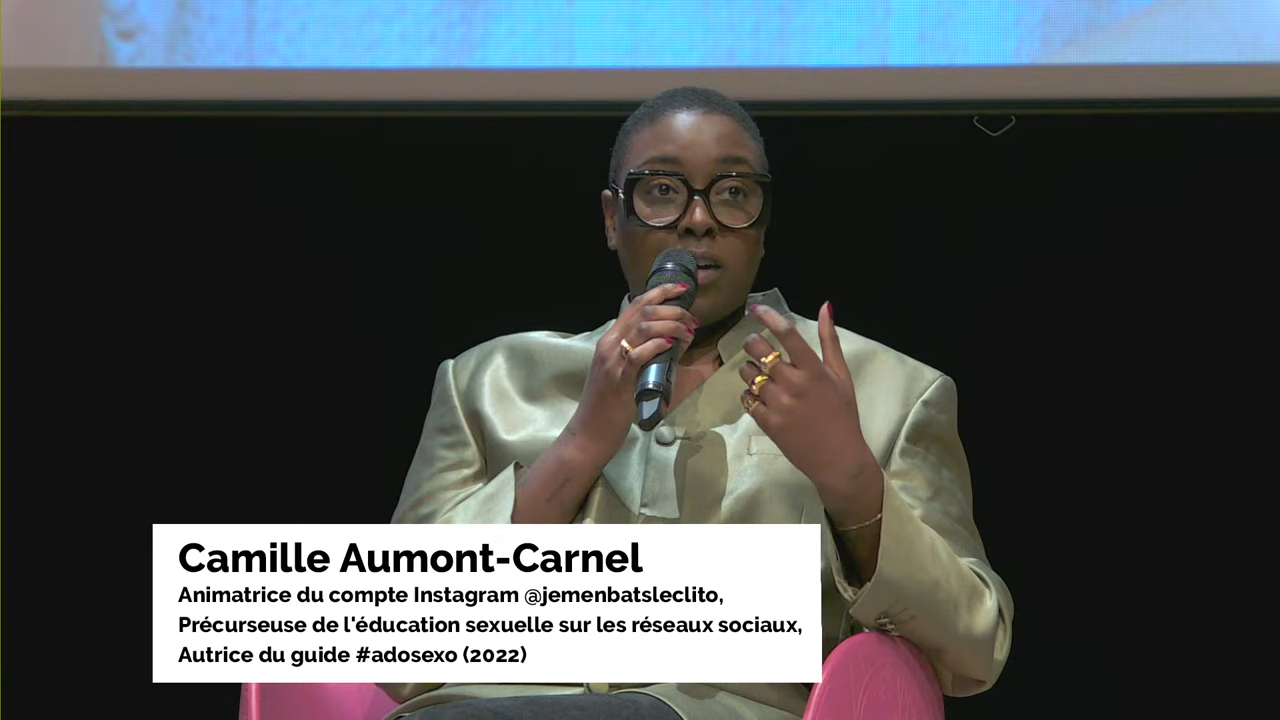 Camille Aumont-Carnel
Animatrice du compte Instagram @jemenbatsleclito,
Précurseuse de l'éducation sexuelle sur les réseaux sociaux,
Autrice du guide #adosexo (2022)